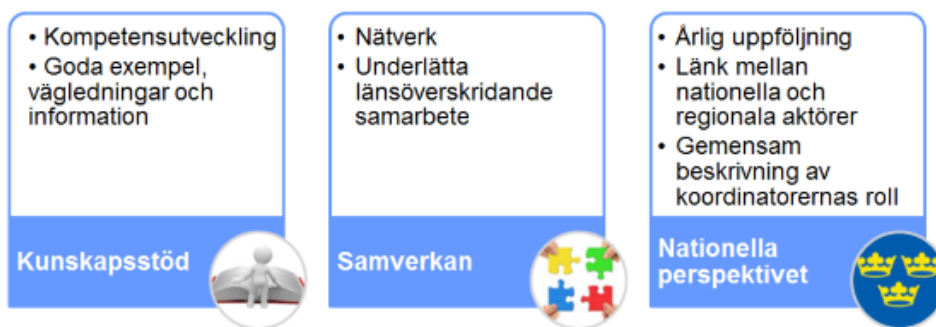 • Kompetensutveckling
• Goda exempel,
vägledningar och
information
Kunskapsstöd
• Nätverk
• Underlätta
länsöverskridande
samarbete
Samverkan
• Årlig uppföljning
• Länk mellan
nationella och
regionala aktörer
• Gemensam
beskrivning av
koordinatorernas roll
Nationella
perspektivet